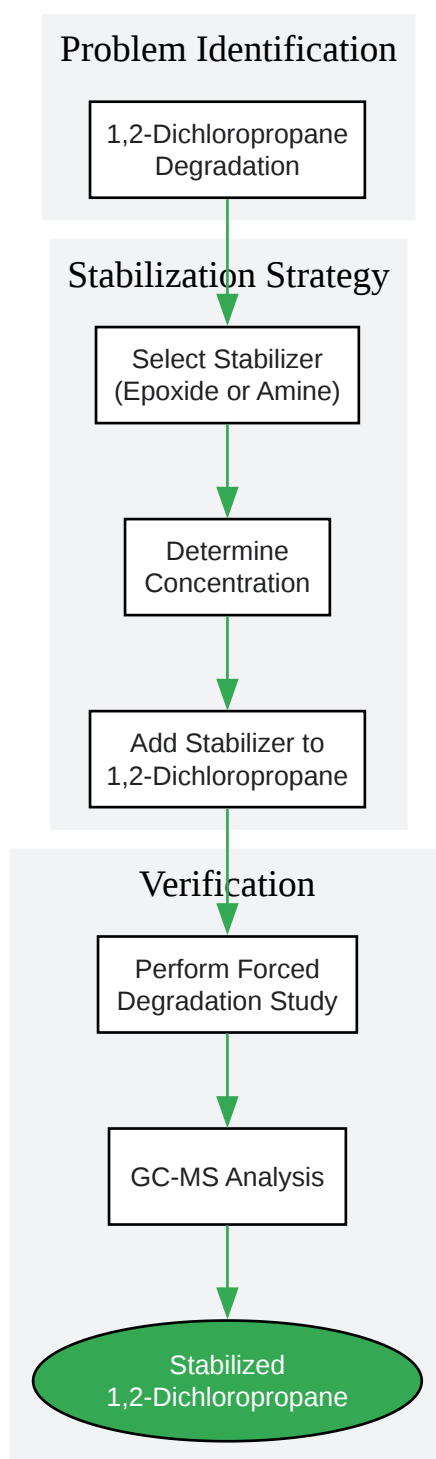 Problem Identification
1,2-Dichloropropane
Degradation
Stabilization Strategy
Select Stabilizer
(Epoxide or Amine)
Determine
Concentration
Add Stabilizer to
1,2-Dichloropropane
Verification
Perform Forced
Degradation Study
GC-MS Analysis
Stabilized
1,2-Dichloropropane